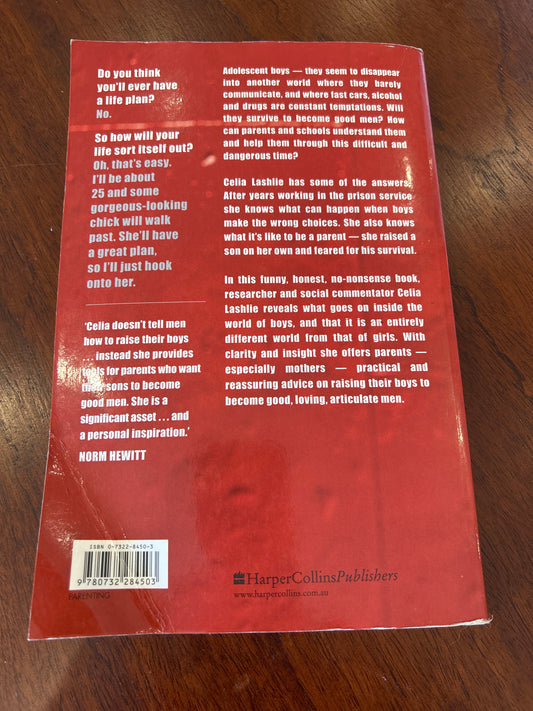 Do you think
you'll ever have
a life plan?
No.
So how will your
life sort itself out?
Oh, that's easy.
I'll be about
25 and some
gorgeous-looking
chick will walk
past. She'll have
a great plan,
so I'll just hook
onto her.
'Celia doesn't tell men
how to raise their boys
. . . Instead she provides
tools for parents who want
their sons to become
good men. She is a
significant asset . . . and
a personal inspiration.'
NORM HEWITT
Adolescent boys — they seem to disappear
into another world where they barely
communicate, and where fast cars, alcohol
and drugs are constant temptations. Will
they survive to become good men? How
can parents and schools understand them
and help them through this difficult and
dangerous time?
Celia Lashlie has some of the answers.
After years working in the prison service
she knows what can happen when boys
make the wrong choices. She also knows
what it's like to be a parent — she raised a
son on her own and feared for his survival.
In this funny, honest, no-nonsense book,
researcher and social commentator Celia
Lashlie reveals what goes on inside the
world of boys, and that it is an entirely
different world from that of girls. With
clarity and insight she offers parents —
especially mothers — practical and
reassuring advice on raising their boys to
become good, loving, articulate men.
ISBN 0-7322-8450-3
9 780732 284503
PARENTING
HarperCollinsPublishers
www.harpercollins.com.au